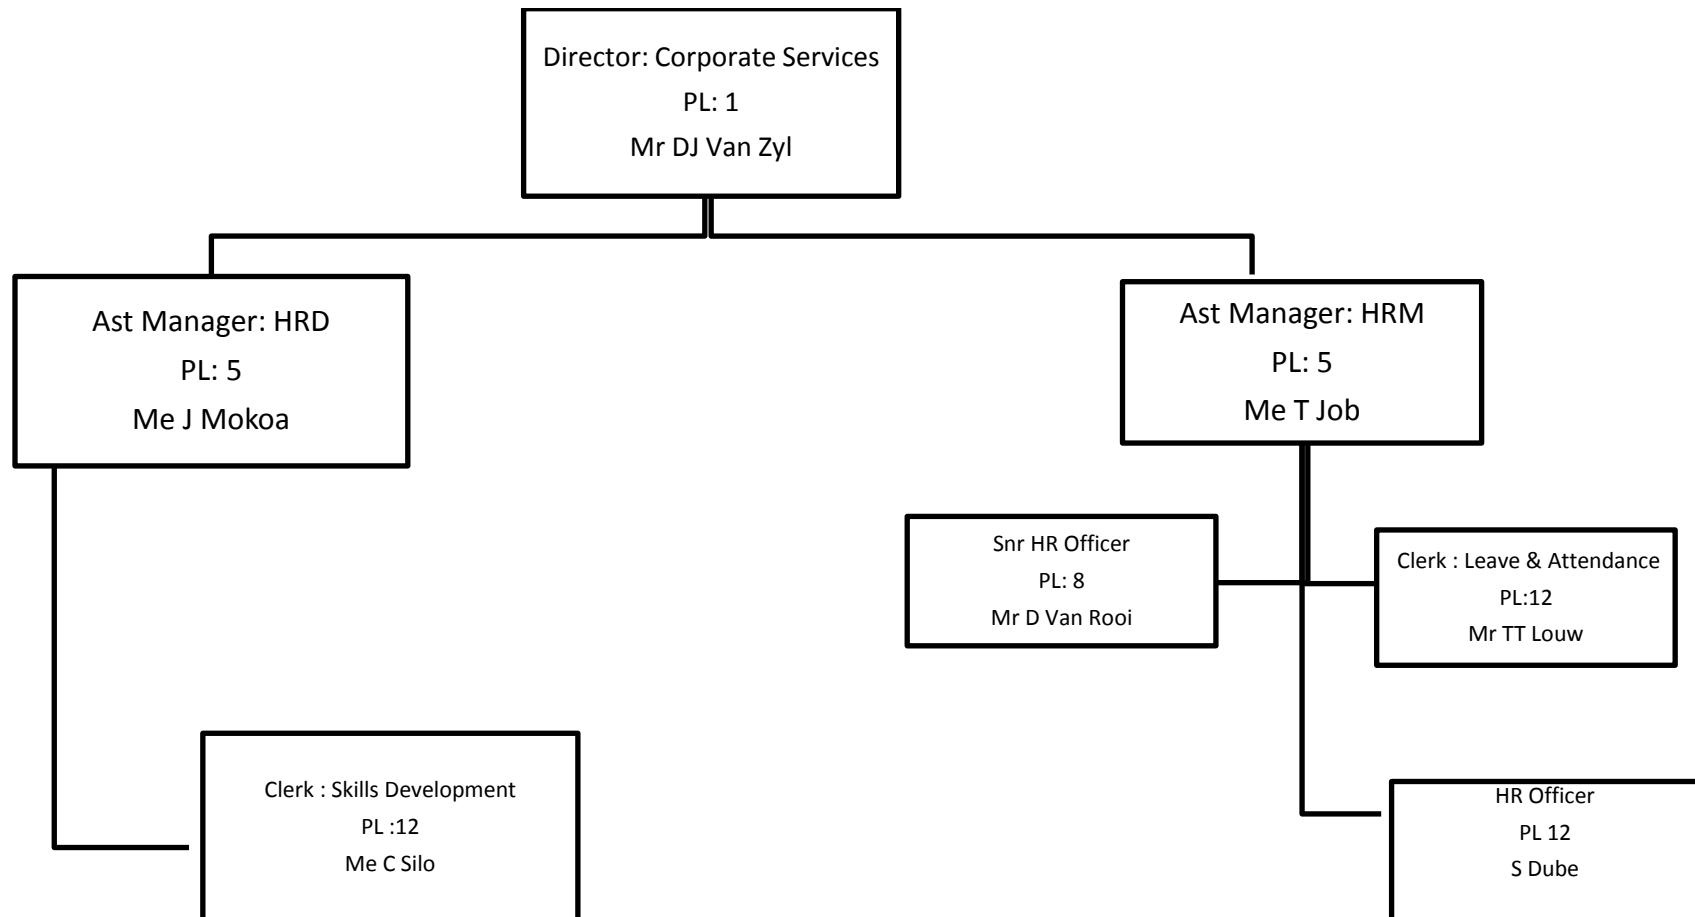 Director: Corporate Services
PL: 1
Mr DJ Van Zyl
Ast Manager: HRD
PL: 5
Me J Mokoa
Ast Manager: HRM
PL: 5
Me T Job
Snr HR Officer
PL: 8
Mr D Van Rooi
Clerk : Leave & Attendance
PL:12
Mr TT Louw
Clerk : Skills Development
PL :12
Me C Silo
HR Officer
PL 12
S Dube